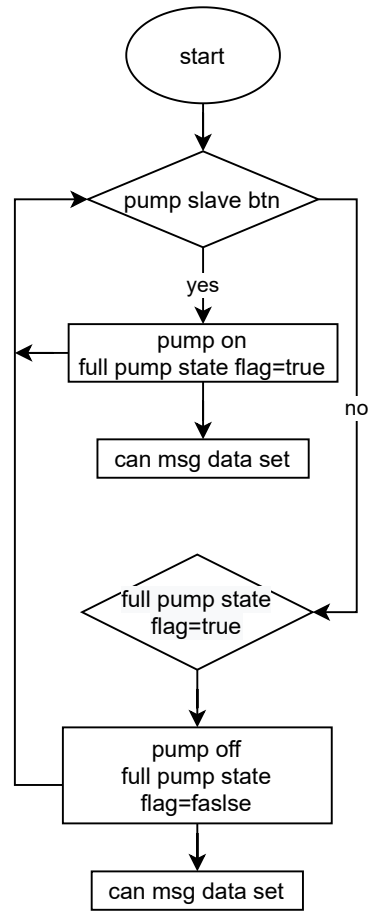 start
pump slave btn
yes
pump on
full pump state flag=true
no
can msg data set
full pump state
flag=true
pump off
full pump state
flag=faslse
can msg data set